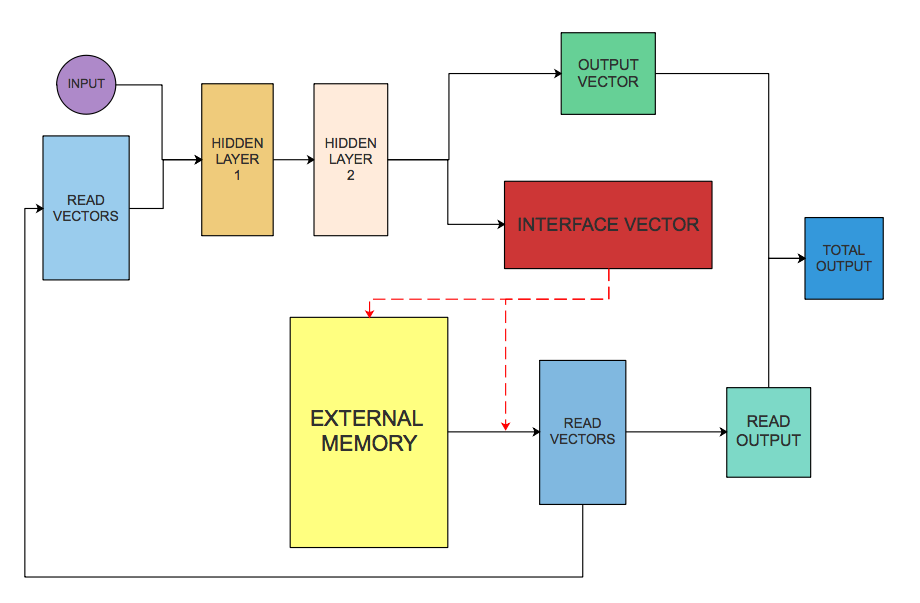 INPUT
READ
VECTORS
HIDDEN
LAYER
1
HIDDEN
LAYER
2
OUTPUT
VECTOR
INTERFACE VECTOR
TOTAL
OUTPUT
EXTERNAL
MEMORY
READ
VECTORS
READ
OUTPUT